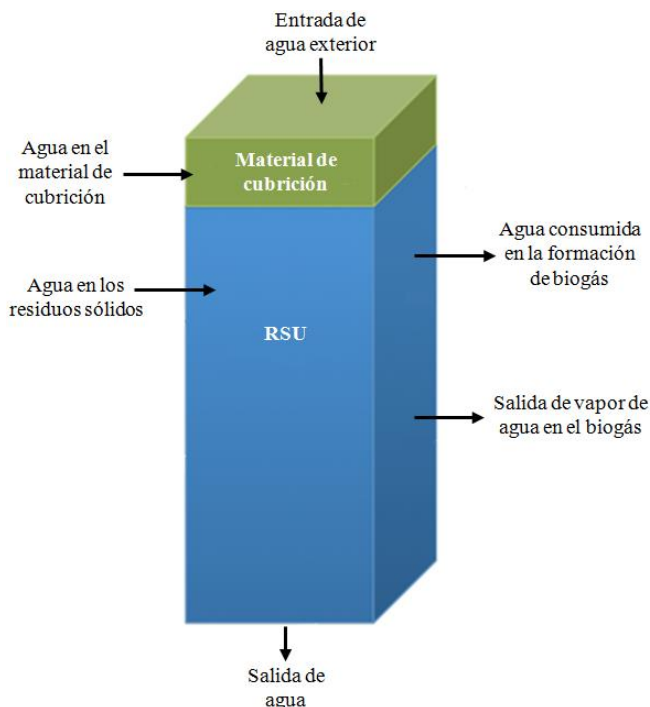 Entrada de
agua exterior
Agua en el
material de
cubrición
Material de
cubrición
Agua consumida
en la formación
de biogás
Agua en los
residuos sólidos
RSU
Salida de vapor de
agua en el biogás
Salida de
agua